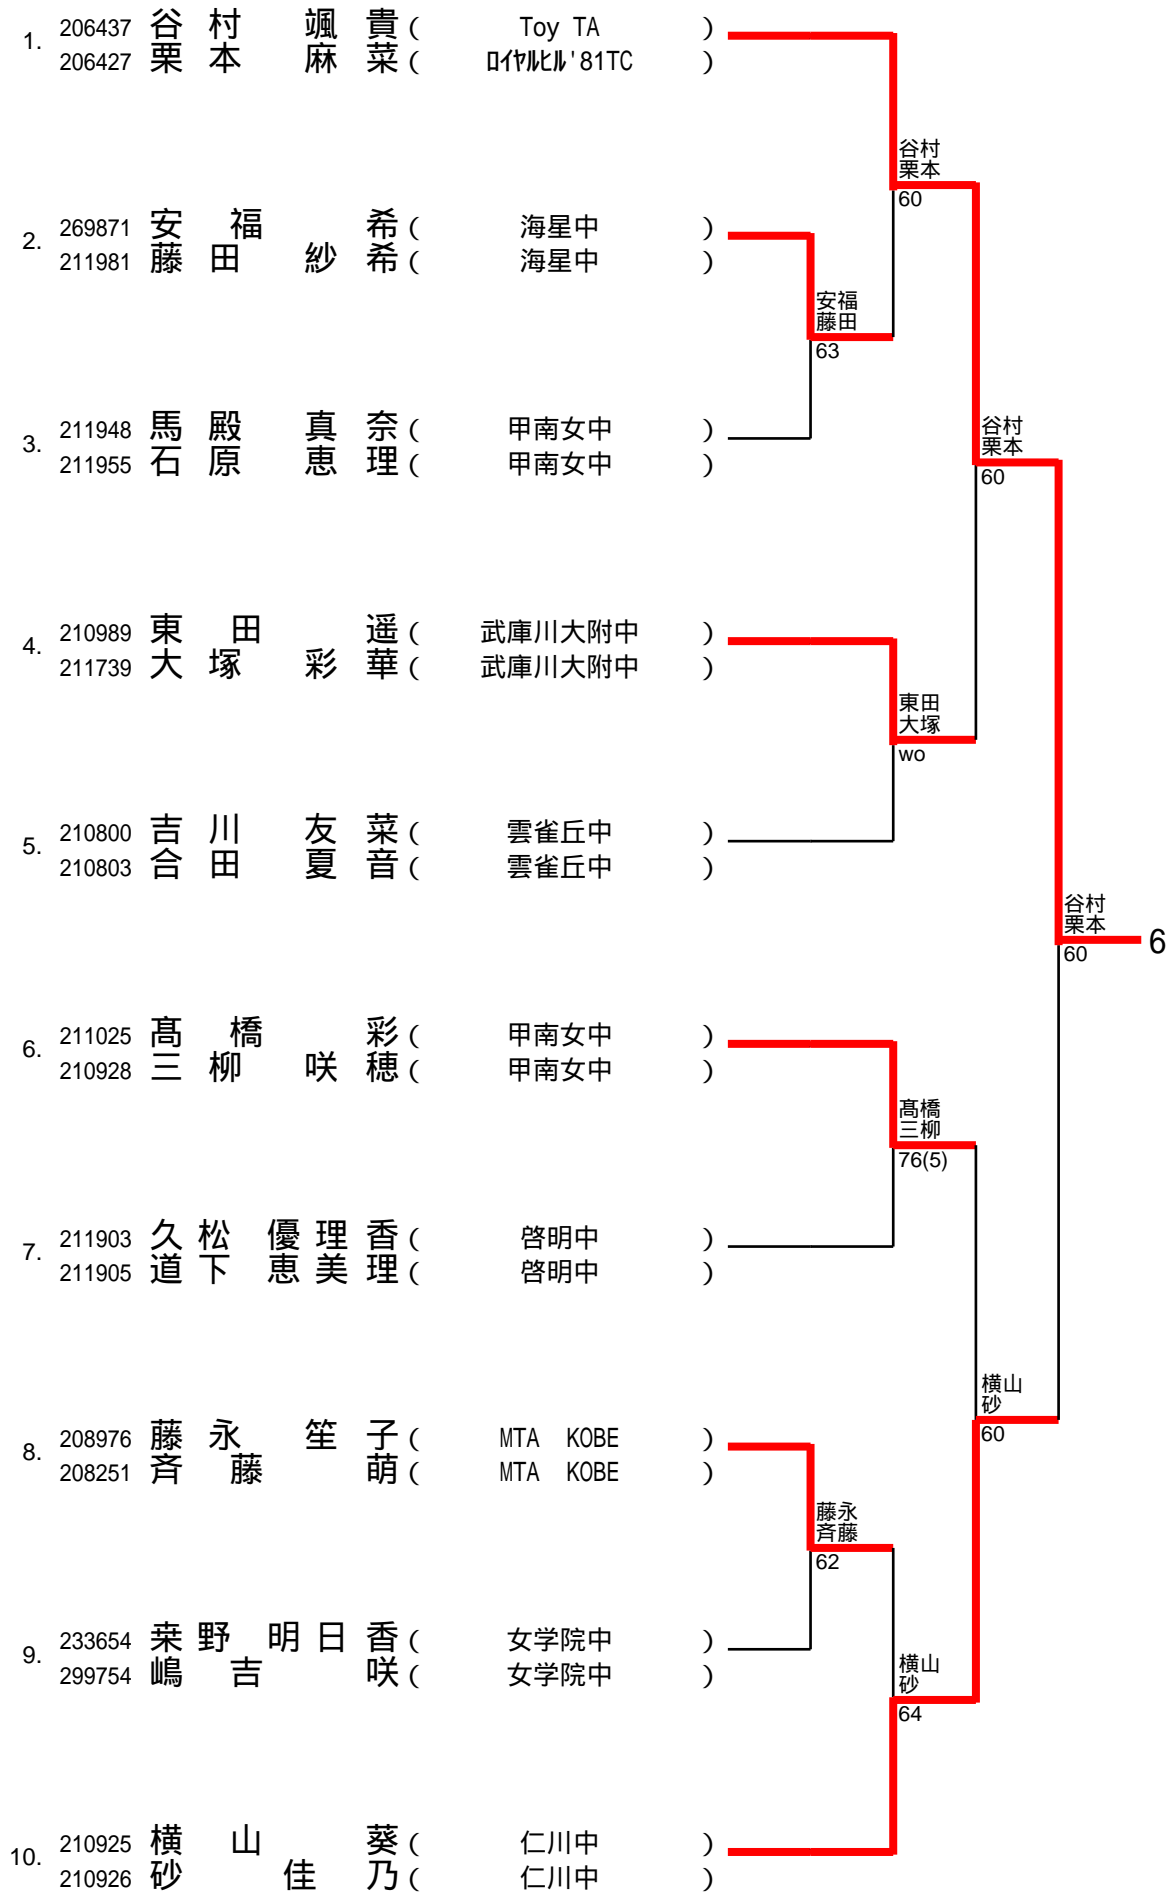 1. 206437 谷村 颯貴 ( Toy TA )
206427 栗本 麻菜 ( ﾛｲﾔﾙﾋﾙ'81TC )
谷村
栗本
60
2. 269871 安福 希 ( 海星中 )
211981 藤田 紗希 ( 海星中 )
安福
藤田
63
3. 211948 馬殿 真奈 ( 甲南女中 )
211955 石原 恵理 ( 甲南女中 )
谷村
栗本
60
4. 210989 東田 遥 ( 武庫川大附中 )
211739 大塚 彩華 ( 武庫川大附中 )
東田
大塚
wo
5. 210800 吉川 友菜 ( 雲雀丘中 )
210803 合田 夏音 ( 雲雀丘中 )
谷村
栗本
60
6
6. 211025 髙橋 彩 ( 甲南女中 )
210928 三柳 咲穂 ( 甲南女中 )
髙橋
三柳
76(5)
7. 211903 久松 優理香 ( 啓明中 )
211905 道下 恵美理 ( 啓明中 )
横山
砂
60
8. 208976 藤永 笙子 ( MTA KOBE )
208251 斉藤 萌 ( MTA KOBE )
藤永
斉藤
62
9. 233654 桒野 明日香 ( 女学院中 )
299754 嶋吉 咲 ( 女学院中 )
横山
砂
64
10. 210925 横山 葵 ( 仁川中 )
210926 砂 佳乃 ( 仁川中 )